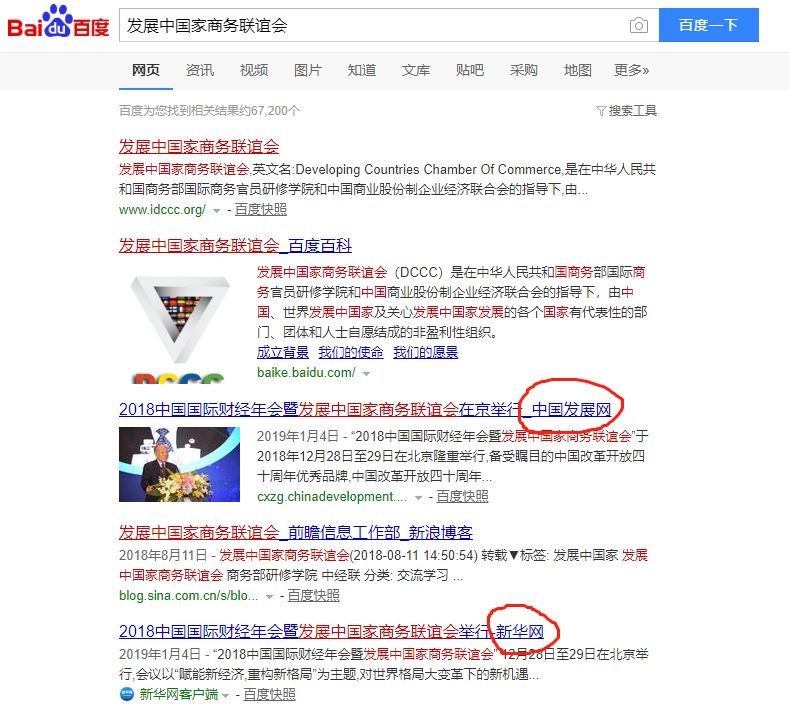 Bai du 百度 发展中国家商务联谊会 百度一下
网页 资讯 视频 图片 知道 文库 贴吧 采购 地图 更多»
百度为您找到相关结果约67,200个 搜索工具
发展中国家商务联谊会
发展中国家商务联谊会,英文名:Developing Countries Chamber Of Commerce,是在中华人民共
和国商务部国际商务官员研修学院和中国商业股份制企业经济联合会的指导下,由...
www.idccc.org/ - 百度快照
发展中国家商务联谊会_百度百科
发展中国家商务联谊会（DCCC）是在中华人民共和国商务部国际商
务官员研修学院和中国商业股份制企业经济联合会的指导下，由中
国、世界发展中国家及关心发展中国家发展的各个国家有代表性的部
门、团体和人士自愿结成的非盈利性组织。
成立背景 我们的使命 我们的愿景
baike.baidu.com/
DCCC
2018中国国际财经年会暨发展中国家商务联谊会在京举行_中国发展网
2019年1月4日 - “2018中国国际财经年会暨发展中国家商务联谊会”于
2018年12月28日至29日在北京隆重举行,备受瞩目的中国改革开放四
十周年优秀品牌,中国改革开放四十周年...
cxzg.chinadevelopment.... - 百度快照
发展中国家商务联谊会_前瞻信息工作部_新浪博客
2018年8月11日 - 发展中国家商务联谊会(2018-08-11 14:50:54) 转载▼标签: 发展中国家 发展
中国家商务联谊会 商务部研修学院 中经联 分类: 交流学习 ...
blog.sina.com.cn/s/blo... - 百度快照
2018中国国际财经年会暨发展中国家商务联谊会举行-新华网
2019年1月4日 - “2018中国国际财经年会暨发展中国家商务联谊会” 12月28日至29日在北京举
行,会议以“赋能新经济,重构新格局”为主题,对世界格局大变革下的新机遇...
新华网客户端 - 百度快照